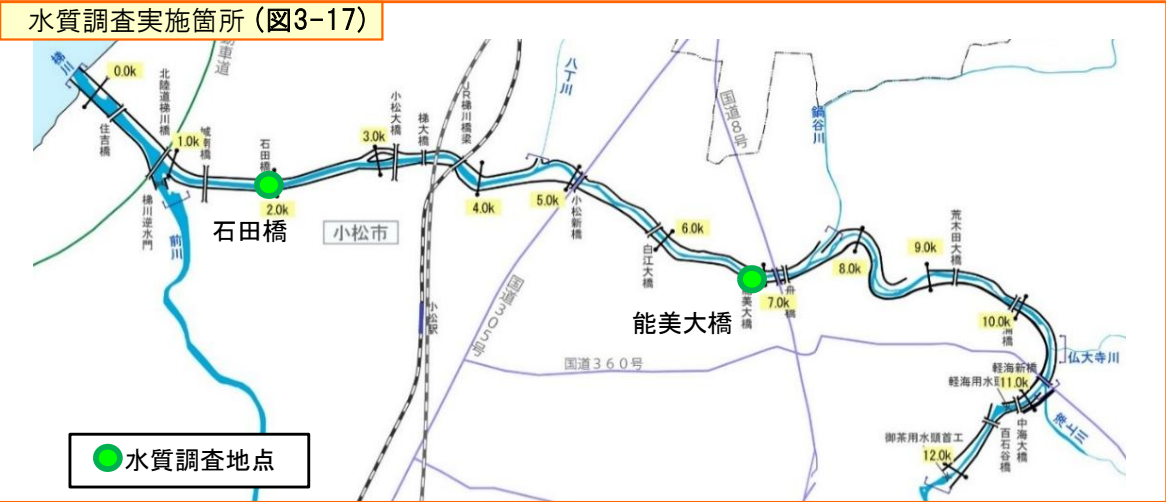 水質調査実施箇所 (図3-17)
動車道
梯川
0.0k
住吉橋
北陸道梯川橋
1.0k
梯川逆水門
前川
石田橋
2.0k
石田橋
小松市
3.0k
小松大橋
梯大橋
JR梯川橋梁
4.0k
八丁川
5.0k
小松新橋
6.0k
白江大橋
国道305号
小松駅
国道360号
国道8号
能美大橋
7.0k
鍋谷川
8.0k
9.0k
荒木田大橋
10.0k
仏大寺川
軽海新橋
11.0k
滓上川
中海大橋
百石谷橋
御茶用水頭首工
12.0k
水質調査地点